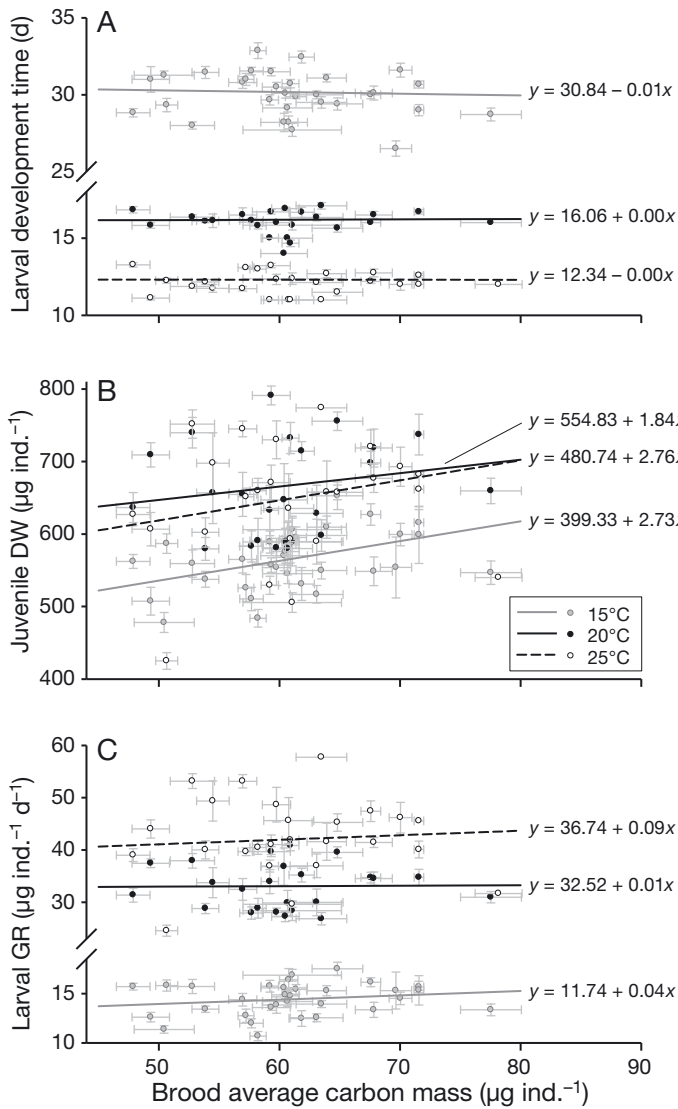 A
Larval development time (d)
35
30
25
15
10
y = 30.84 – 0.01x
y = 16.06 + 0.00x
y = 12.34 – 0.00x
B
Juvenile DW (µg ind.⁻¹)
800
700
600
500
400
y = 554.83 + 1.84
y = 480.74 + 2.76
y = 399.33 + 2.73
15°C
20°C
25°C
C
Larval GR (µg ind.⁻¹ d⁻¹)
60
50
40
30
15
10
y = 36.74 + 0.09x
y = 32.52 + 0.01x
y = 11.74 + 0.04x
50 60 70 80 90
Brood average carbon mass (µg ind.⁻¹)